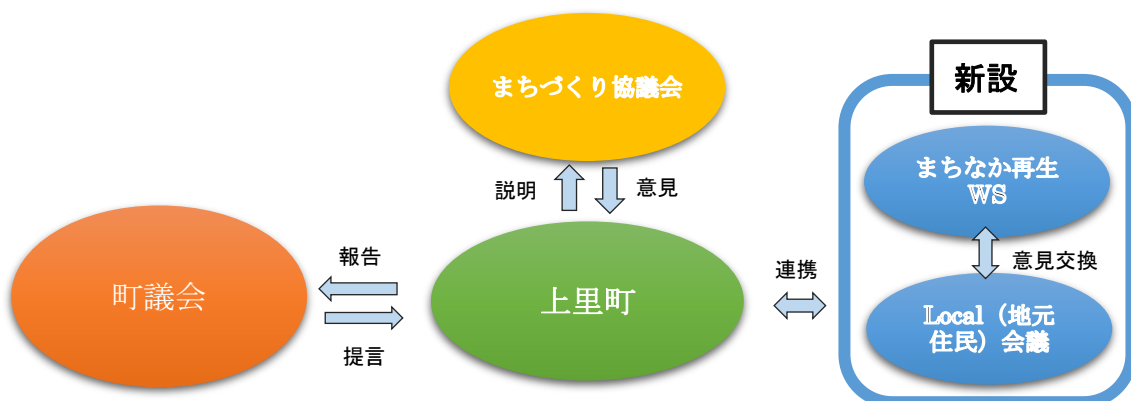 新設
まちづくり協議会
まちなか再生
WS
説明
意見
意見交換
町議会
報告
提言
上里町
連携
Local（地元
住民）会議